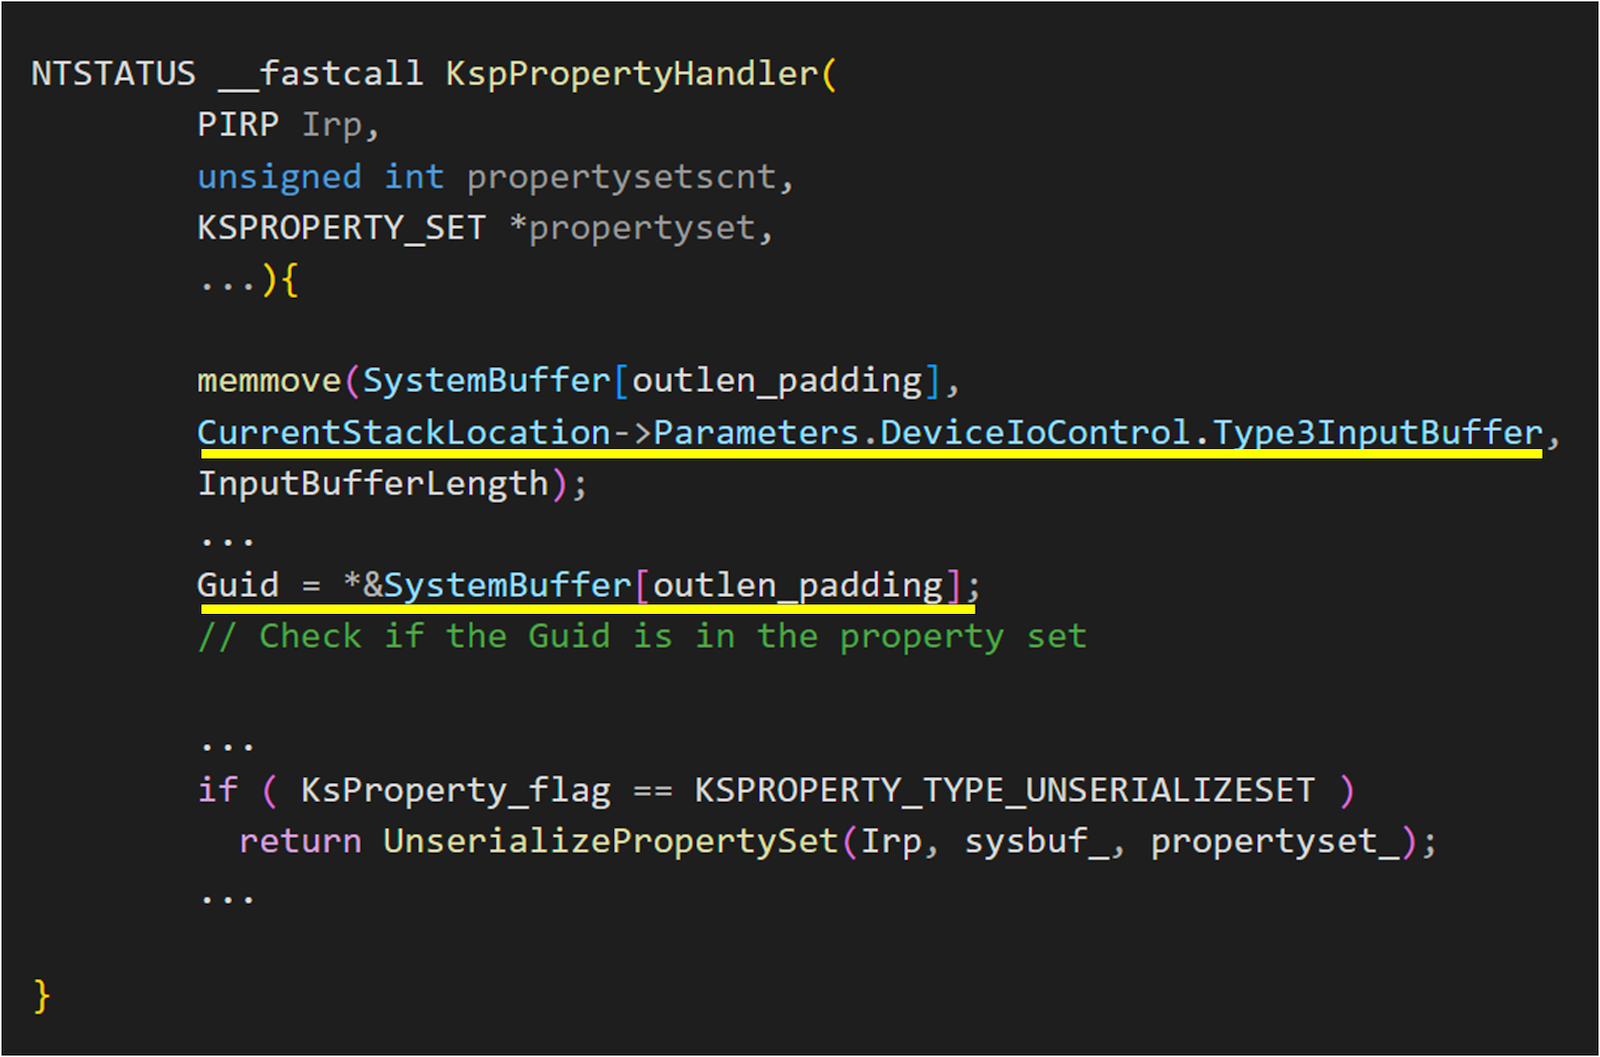 NTSTATUS __fastcall KspPropertyHandler(
PIRP Irp,
unsigned int propertysetscnt,
KSPROPERTY_SET *propertyset,
...){
memmove(SystemBuffer[outlen_padding],
CurrentStackLocation->Parameters.DeviceIoControl.Type3InputBuffer,
InputBufferLength);
...
Guid = *&SystemBuffer[outlen_padding];
// Check if the Guid is in the property set
...
if ( KsProperty_flag == KSPROPERTY_TYPE_UNSERIALIZESET )
return UnserializePropertySet(Irp, sysbuf_, propertyset_);
...
}